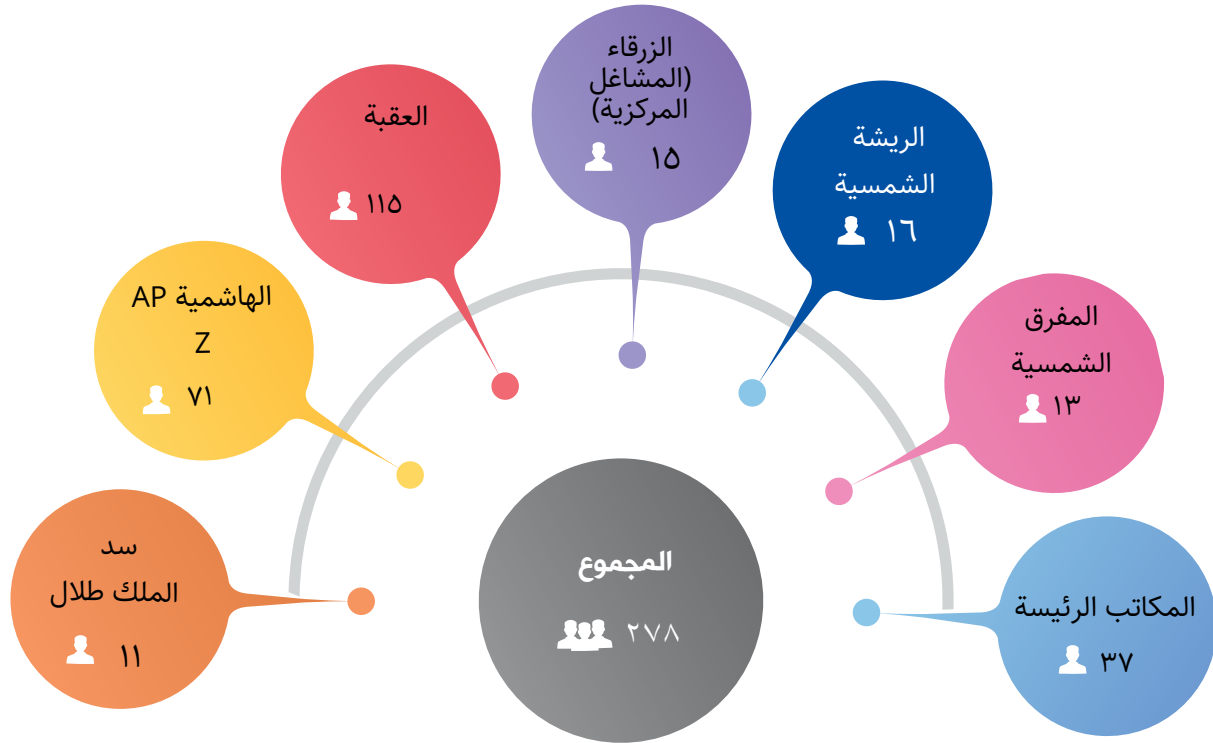 الزرقاء
(المشاغل
المركزية)
١٥
العقبة
١١٥
الريشة
الشمسية
١٦
الهاشمية AP
Z
٧١
المفرق
الشمسية
١٣
سد
الملك طلال
١١
المجموع
٢٧٨
المكاتب الرئيسة
٣٧